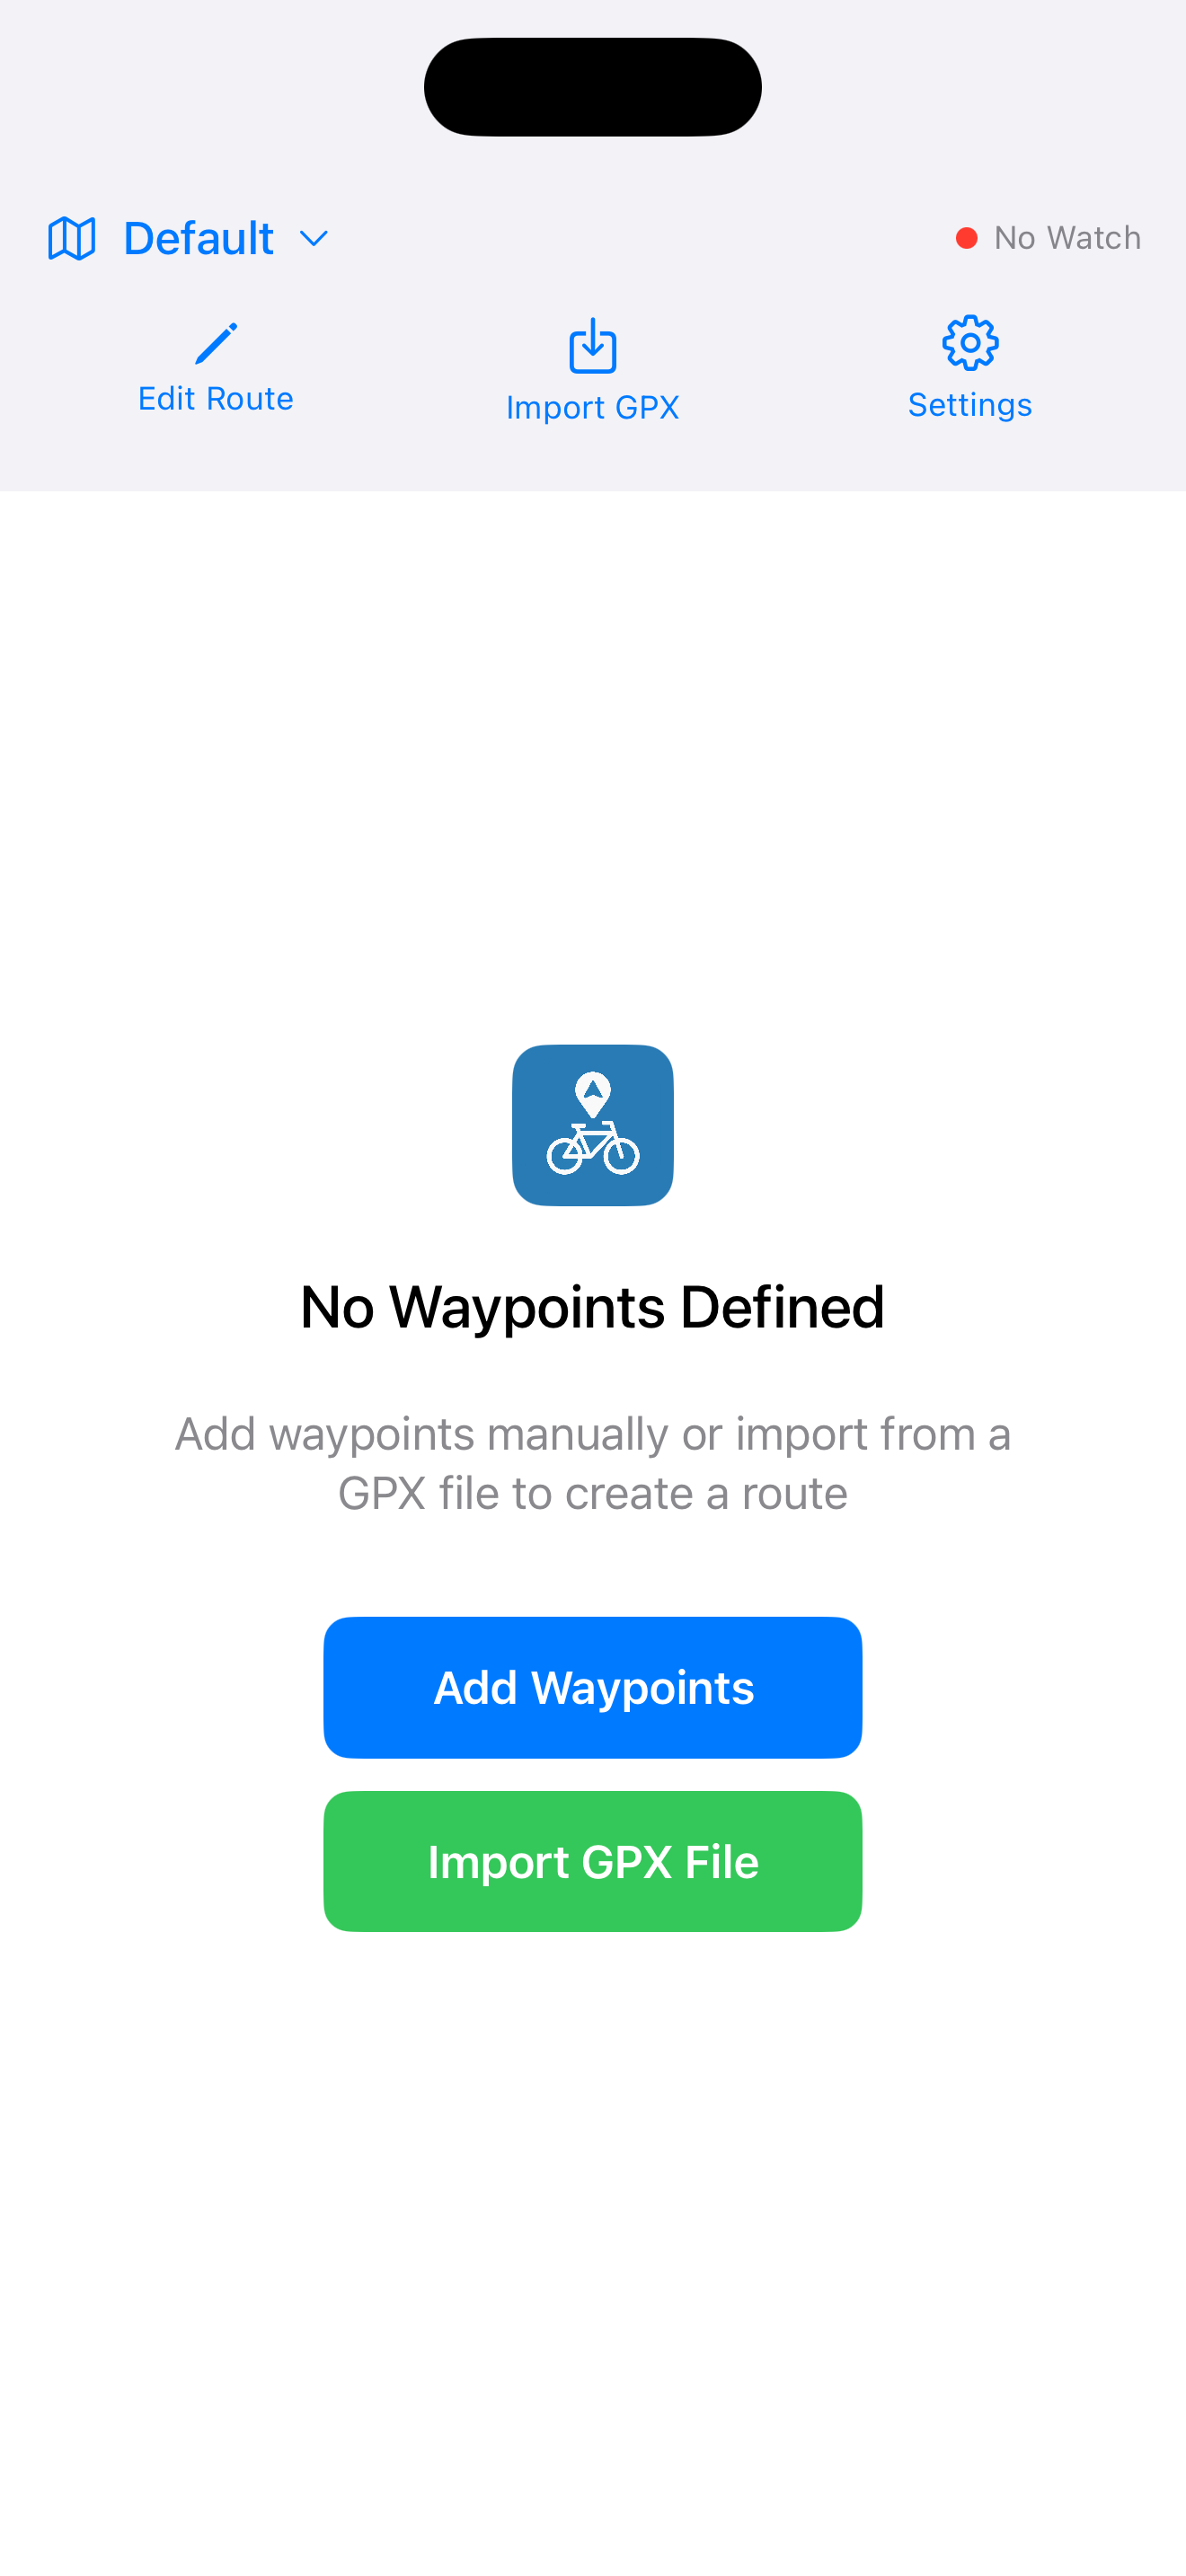 Default
No Watch
Edit Route
Import GPX
Settings
No Waypoints Defined
Add waypoints manually or import from a
GPX file to create a route
Add Waypoints
Import GPX File